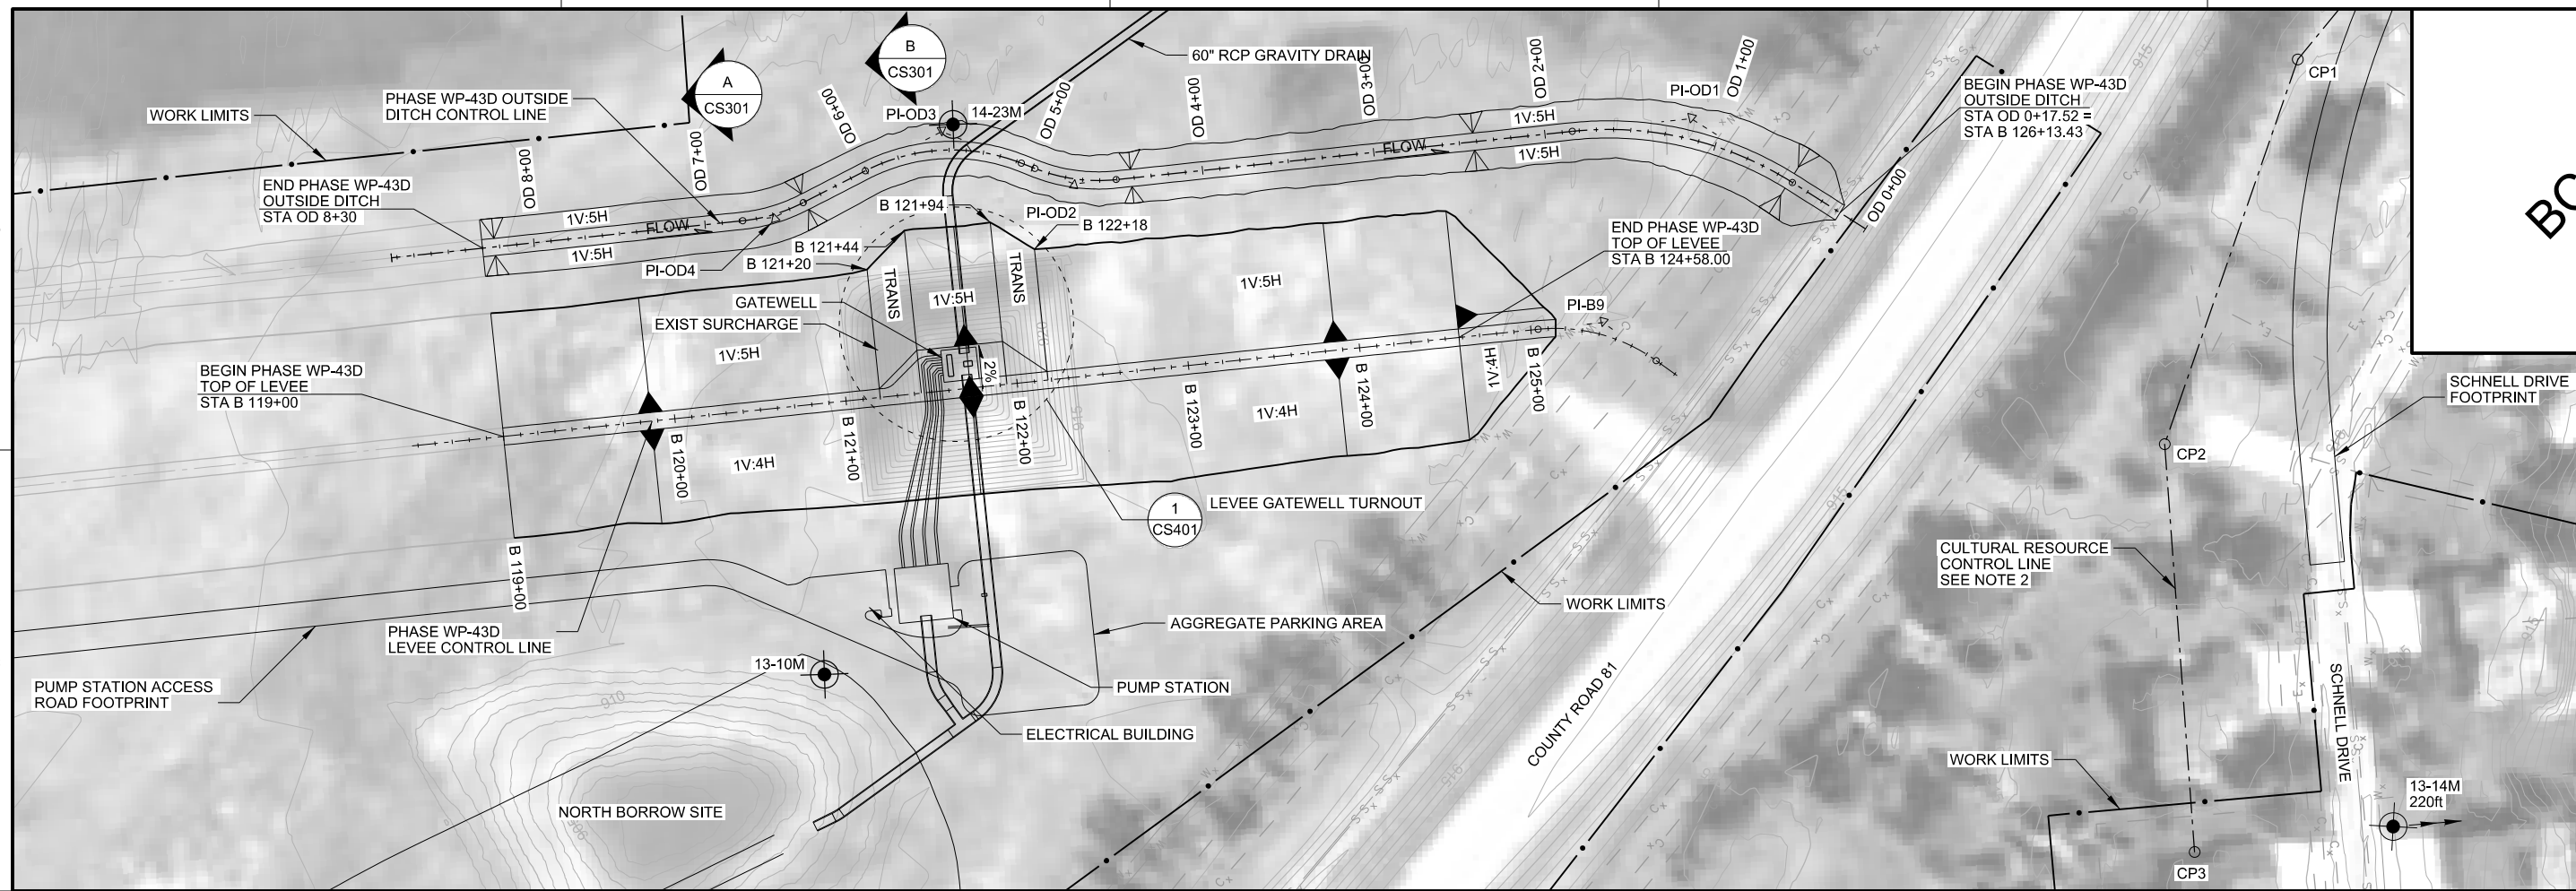 A
CS301
B
CS301
60" RCP GRAVITY DRAIN
WORK LIMITS
PHASE WP-43D OUTSIDE
DITCH CONTROL LINE
PI-OD3
14-23M
OD 8+00
OD 7+00
OD 6+00
OD 5+00
OD 4+00
OD 3+00
OD 2+00
OD 1+00
OD 0+00
PI-OD1
BEGIN PHASE WP-43D
OUTSIDE DITCH
STA OD 0+17.52 =
STA B 126+13.43
915
CP1
BC
END PHASE WP-43D
OUTSIDE DITCH
STA OD 8+30
1V:5H
FLOW
1V:5H
1V:5H
FLOW
1V:5H
B 121+94
PI-OD2
B 122+18
B 121+44
B 121+20
PI-OD4
TRANS
TRANS
1V:5H
1V:5H
END PHASE WP-43D
TOP OF LEVEE
STA B 124+58.00
PI-B9
GATEWELL
EXIST SURCHARGE
1V:5H
2%
BEGIN PHASE WP-43D
TOP OF LEVEE
STA B 119+00
B 119+00
B 120+00
B 121+00
B 122+00
B 123+00
B 124+00
B 125+00
1V:4H
1V:4H
1V:4H
915
SCHNELL DRIVE
FOOTPRINT
CP2
1
CS401
LEVEE GATEWELL TURNOUT
915
CULTURAL RESOURCE
CONTROL LINE
SEE NOTE 2
WORK LIMITS
AGGREGATE PARKING AREA
PHASE WP-43D
LEVEE CONTROL LINE
13-10M
PUMP STATION ACCESS
ROAD FOOTPRINT
910
PUMP STATION
ELECTRICAL BUILDING
COUNTY ROAD 81
915
SCHNELL DRIVE
WORK LIMITS
NORTH BORROW SITE
905
13-14M
220ft
CP3